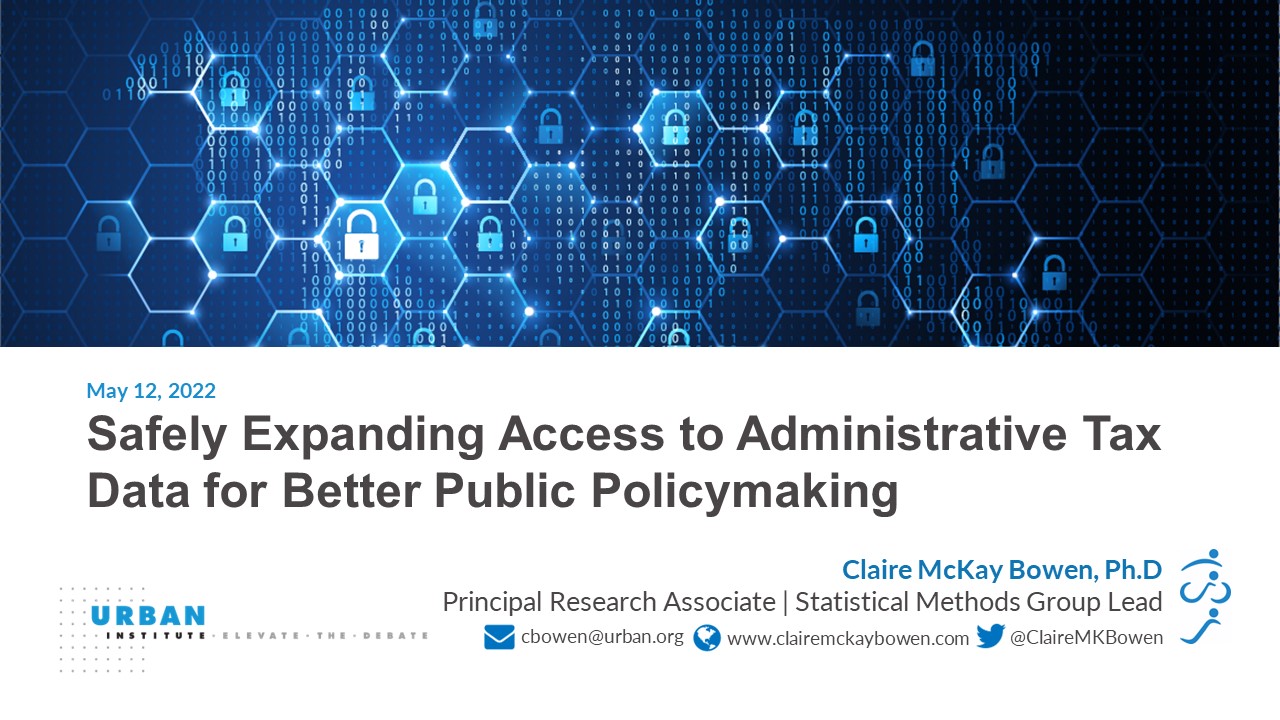 May 12, 2022
Safely Expanding Access to Administrative Tax
Data for Better Public Policymaking
Claire McKay Bowen, Ph.D
Principal Research Associate | Statistical Methods Group Lead
cbowen@urban.org www.clairemckaybowen.com @ClaireMKBowen
URBAN
INSTITUTE · ELEVATE · THE · DEBATE